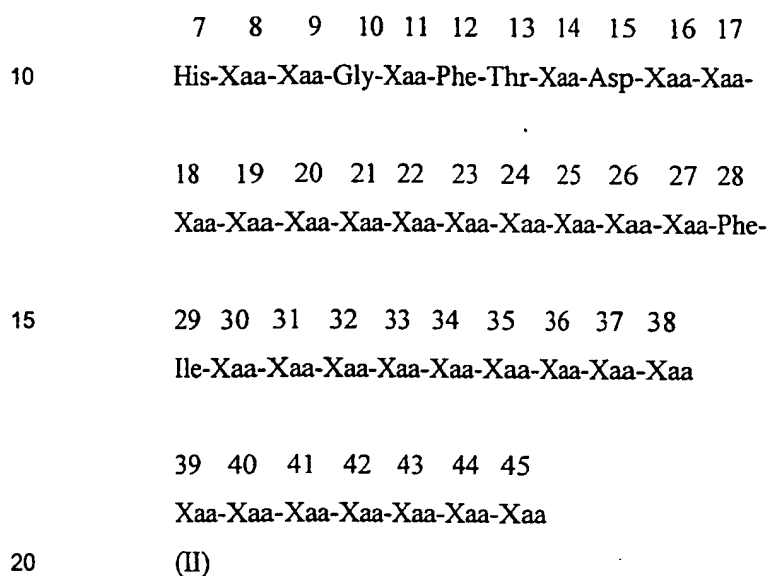 7 8 9 10 11 12 13 14 15 16 17
10 His-Xaa-Xaa-Gly-Xaa-Phe-Thr-Xaa-Asp-Xaa-Xaa-
18 19 20 21 22 23 24 25 26 27 28
Xaa-Xaa-Xaa-Xaa-Xaa-Xaa-Xaa-Xaa-Xaa-Xaa-Phe-
15 29 30 31 32 33 34 35 36 37 38
Ile-Xaa-Xaa-Xaa-Xaa-Xaa-Xaa-Xaa-Xaa-Xaa
39 40 41 42 43 44 45
Xaa-Xaa-Xaa-Xaa-Xaa-Xaa-Xaa
20 (II)